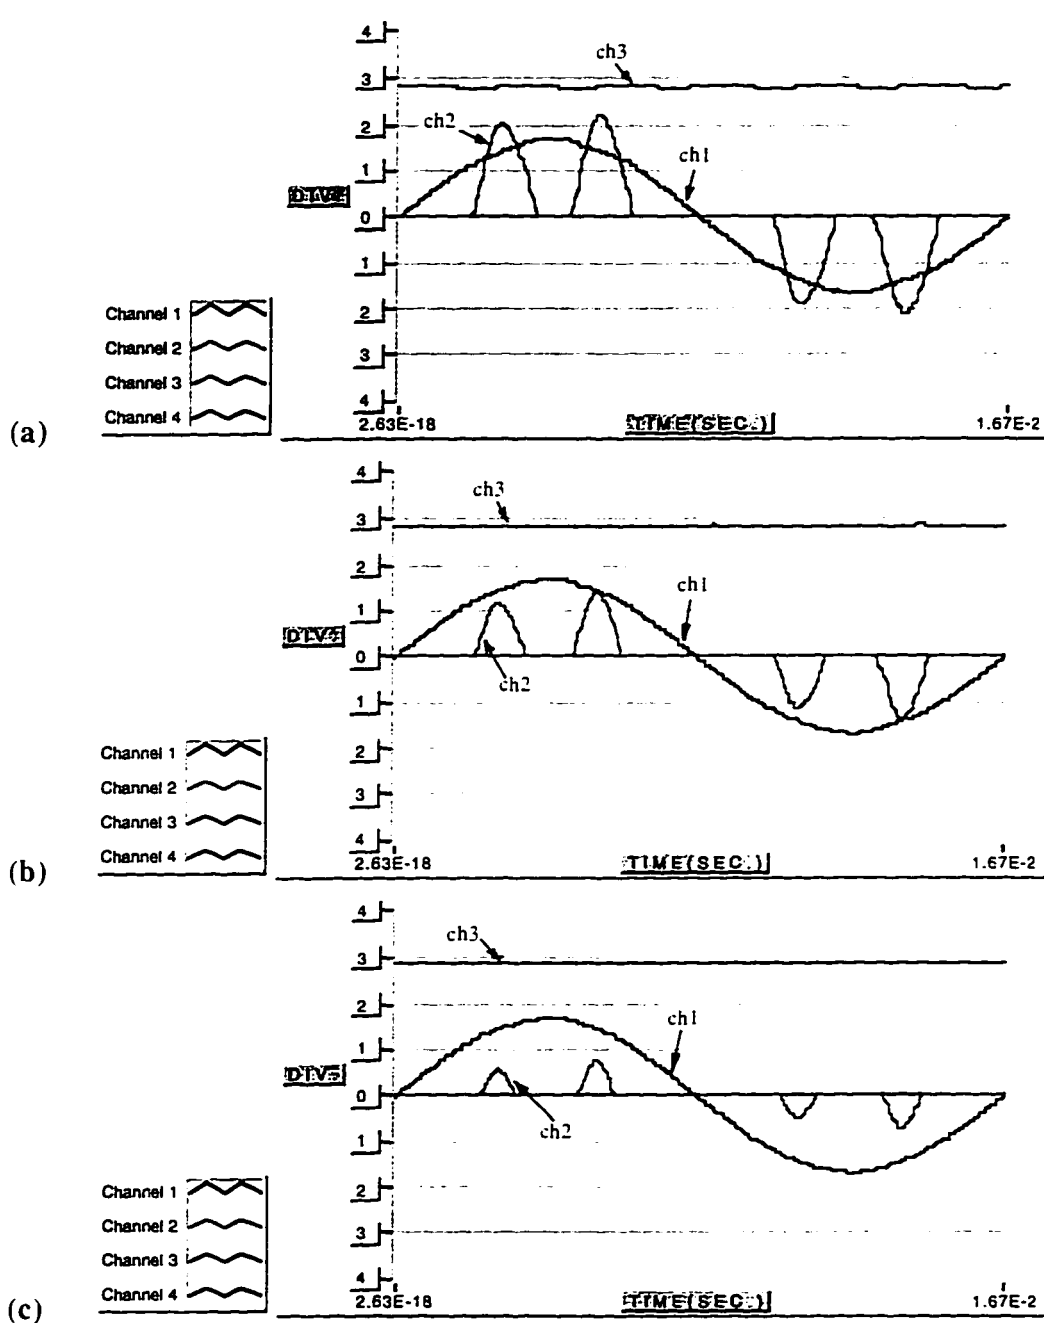 4
ch3
3
ch2
2
ch1
1
DIV
0
1
Channel 1
2
Channel 2
3
Channel 3
4
Channel 4
(a)
2.63E-18
TIME(SEC.)
1.67E-2
4
ch3
3
2
ch1
1
DIV
0
ch2
1
Channel 1
2
Channel 2
3
Channel 3
4
Channel 4
(b)
2.63E-18
TIME(SEC.)
1.67E-2
4
ch3
3
2
ch1
1
DIV
0
ch2
1
Channel 1
2
Channel 2
3
Channel 3
4
Channel 4
(c)
2.63E-18
TIME(SEC.)
1.67E-2